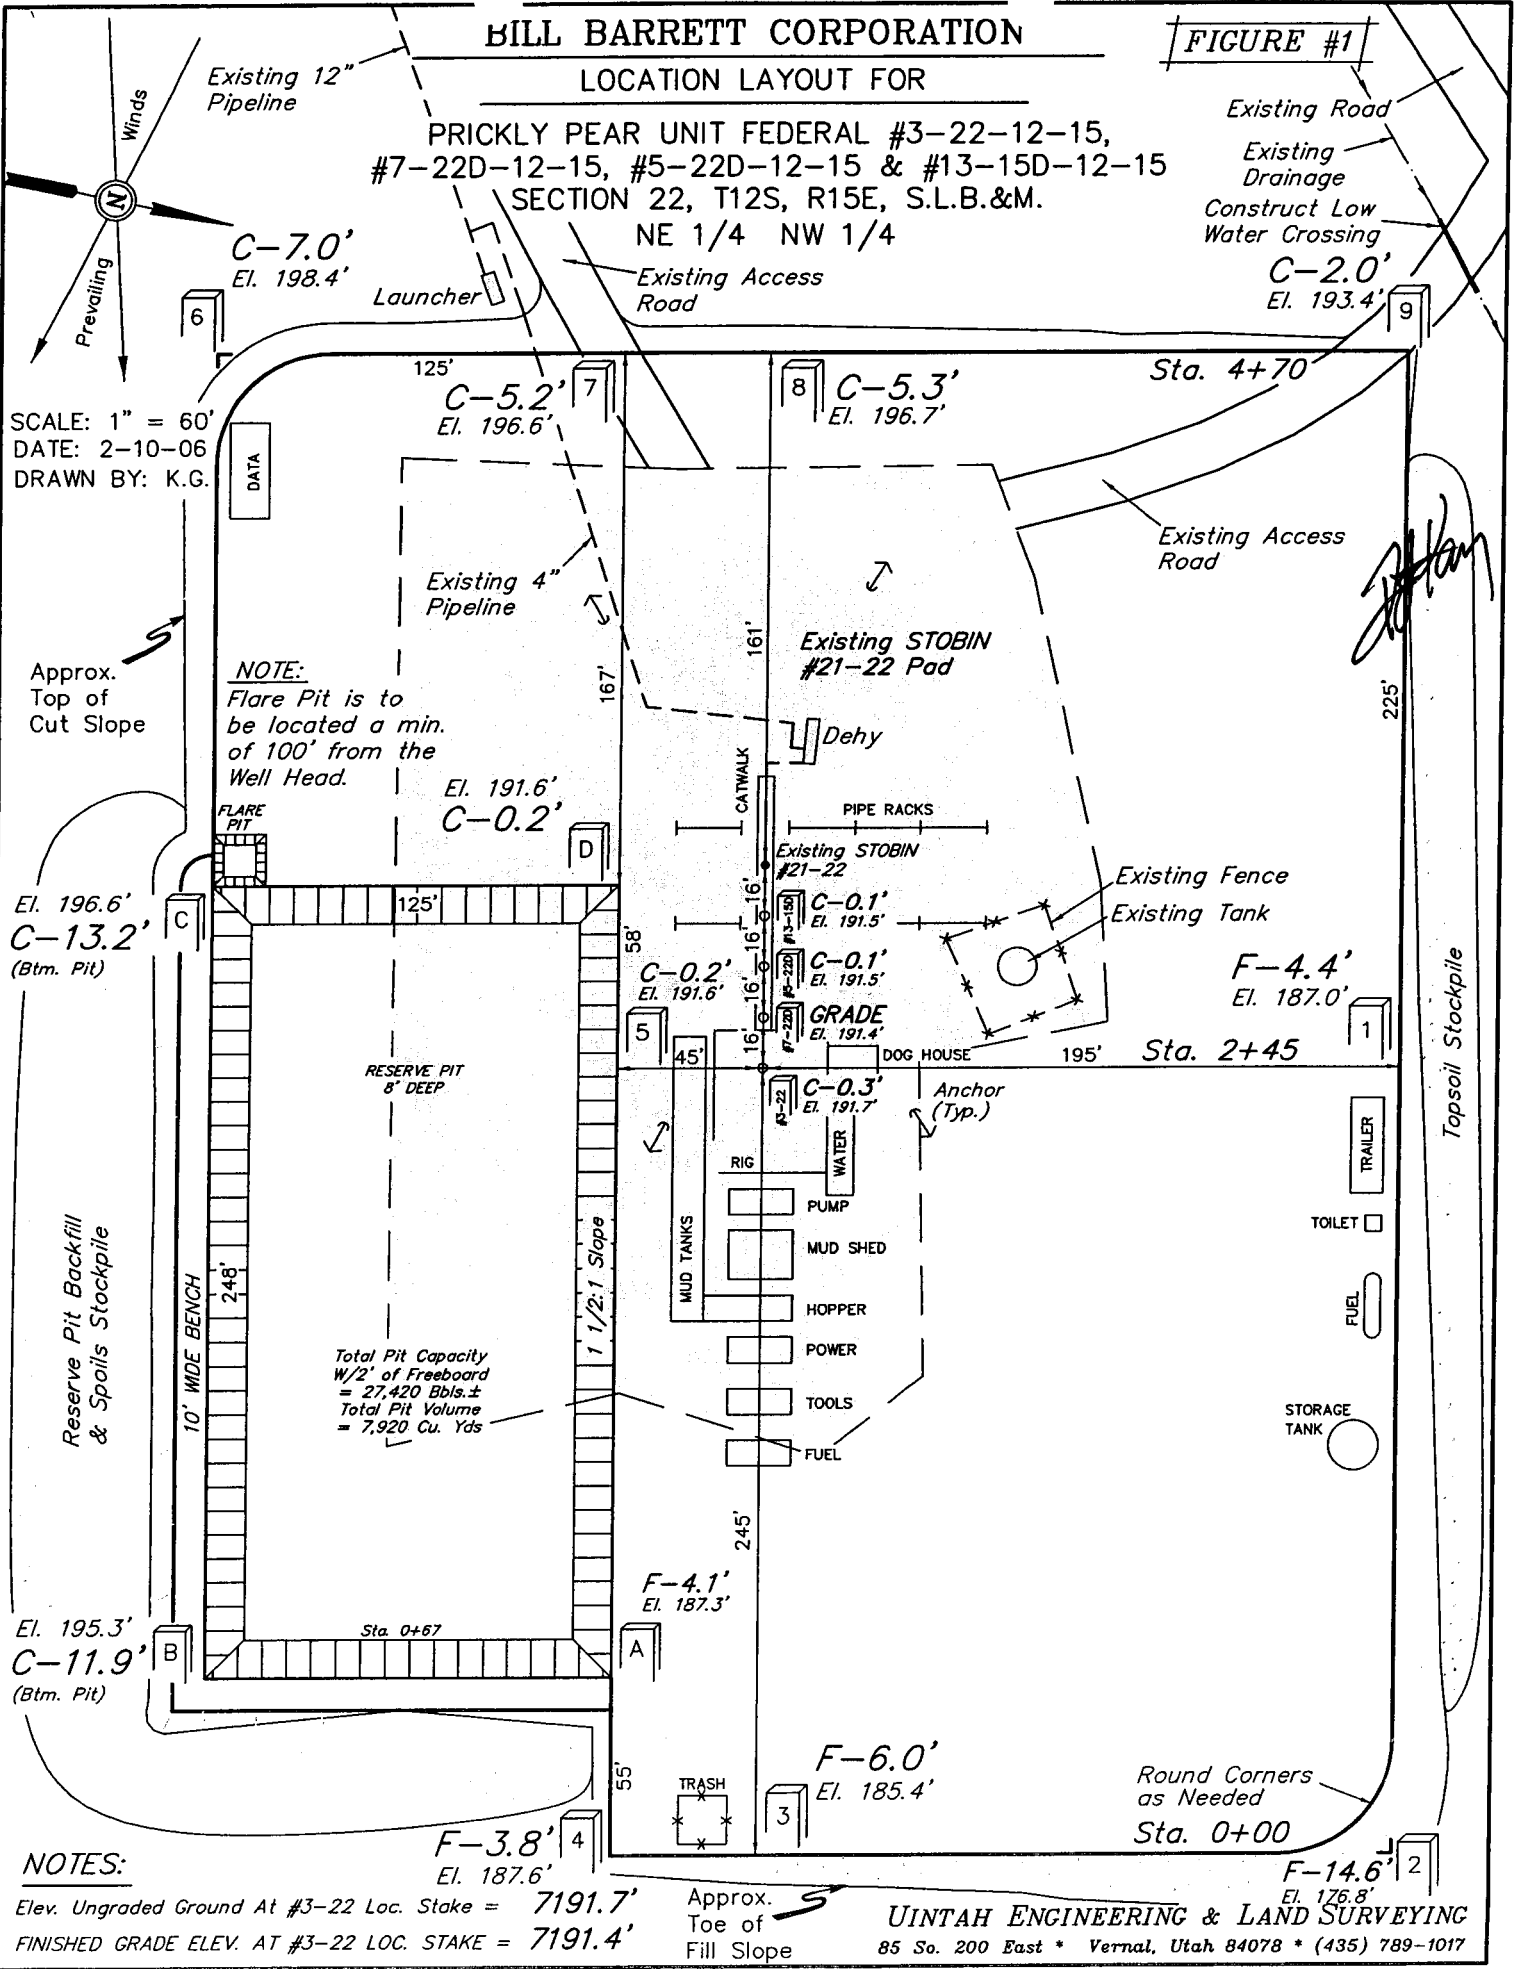 BILL BARRETT CORPORATION
LOCATION LAYOUT FOR
PRICKLY PEAR UNIT FEDERAL #3-22-12-15,
#7-22D-12-15, #5-22D-12-15 & #13-15D-12-15
SECTION 22, T12S, R15E, S.L.B.&M.
NE 1/4 NW 1/4
FIGURE #1
Existing 12"
Pipeline
Winds
N
Prevailing
Existing Road
Existing
Drainage
Construct Low
Water Crossing
C-7.0'
El. 198.4'
6
Launcher
Existing Access
Road
C-2.0'
El. 193.4'
9
SCALE: 1" = 60'
DATE: 2-10-06
DRAWN BY: K.G.
125'
C-5.2'
El. 196.6'
7
8
C-5.3'
El. 196.7'
Sta. 4+70
DATA
Existing 4"
Pipeline
Existing Access
Road
161'
167'
225'
Existing STOBIN
#21-22 Pad
Approx.
Top of
Cut Slope
NOTE:
Flare Pit is to
be located a min.
of 100' from the
Well Head.
Dehy
CATWALK
PIPE RACKS
FLARE
PIT
El. 191.6'
C-0.2'
D
Existing STOBIN
#21-22
Existing Fence
Existing Tank
El. 196.6'
C-13.2'
(Btm. Pit)
C
125'
58'
16'
#13-15D
C-0.1'
El. 191.5'
16'
#5-22D
C-0.1'
El. 191.5'
16'
#7-22D
GRADE
El. 191.4'
16'
C-0.2'
El. 191.6'
5
F-4.4'
El. 187.0'
1
45'
DOG HOUSE
195'
Sta. 2+45
#3-22
C-0.3'
El. 191.7'
Anchor
(Typ.)
RESERVE PIT
8' DEEP
Topsoil Stockpile
TRAILER
WATER
RIG
PUMP
MUD SHED
MUD TANKS
HOPPER
POWER
TOOLS
FUEL
TOILET
FUEL
STORAGE
TANK
Reserve Pit Backfill
& Spoils Stockpile
10' WIDE BENCH
248'
1 1/2:1 Slope
Total Pit Capacity
W/2' of Freeboard
= 27,420 Bbls.±
Total Pit Volume
= 7,920 Cu. Yds
245'
F-4.1'
El. 187.3'
A
Sta. 0+67
El. 195.3'
C-11.9'
(Btm. Pit)
B
55'
TRASH
F-6.0'
El. 185.4'
3
Round Corners
as Needed
Sta. 0+00
F-3.8'
El. 187.6'
4
F-14.6'
El. 176.8'
2
NOTES:
Elev. Ungraded Ground At #3-22 Loc. Stake = 7191.7'
FINISHED GRADE ELEV. AT #3-22 LOC. STAKE = 7191.4'
Approx.
Toe of
Fill Slope
UINTAH ENGINEERING & LAND SURVEYING
85 So. 200 East * Vernal, Utah 84078 * (435) 789-1017